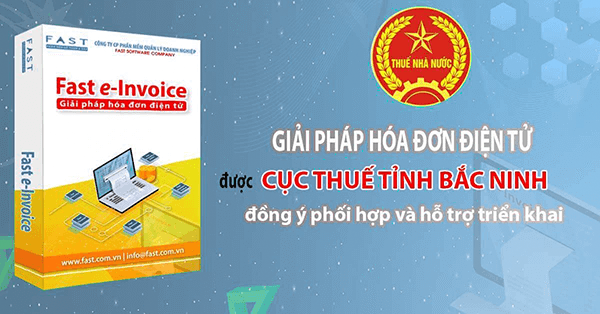 FAST
CÔNG TY CP PHẦN MỀM QUẢN LÝ DOANH NGHIỆP
FAST SOFTWARE COMPANY
Fast e-Invoice
Giải pháp hóa đơn điện tử
www.fast.com.vn | info@fast.com.vn
FAST
Fast e-Invoice
THUẾ NHÀ NƯỚC
GIẢI PHÁP HÓA ĐƠN ĐIỆN TỬ
được CỤC THUẾ TỈNH BẮC NINH
đồng ý phối hợp và hỗ trợ triển khai